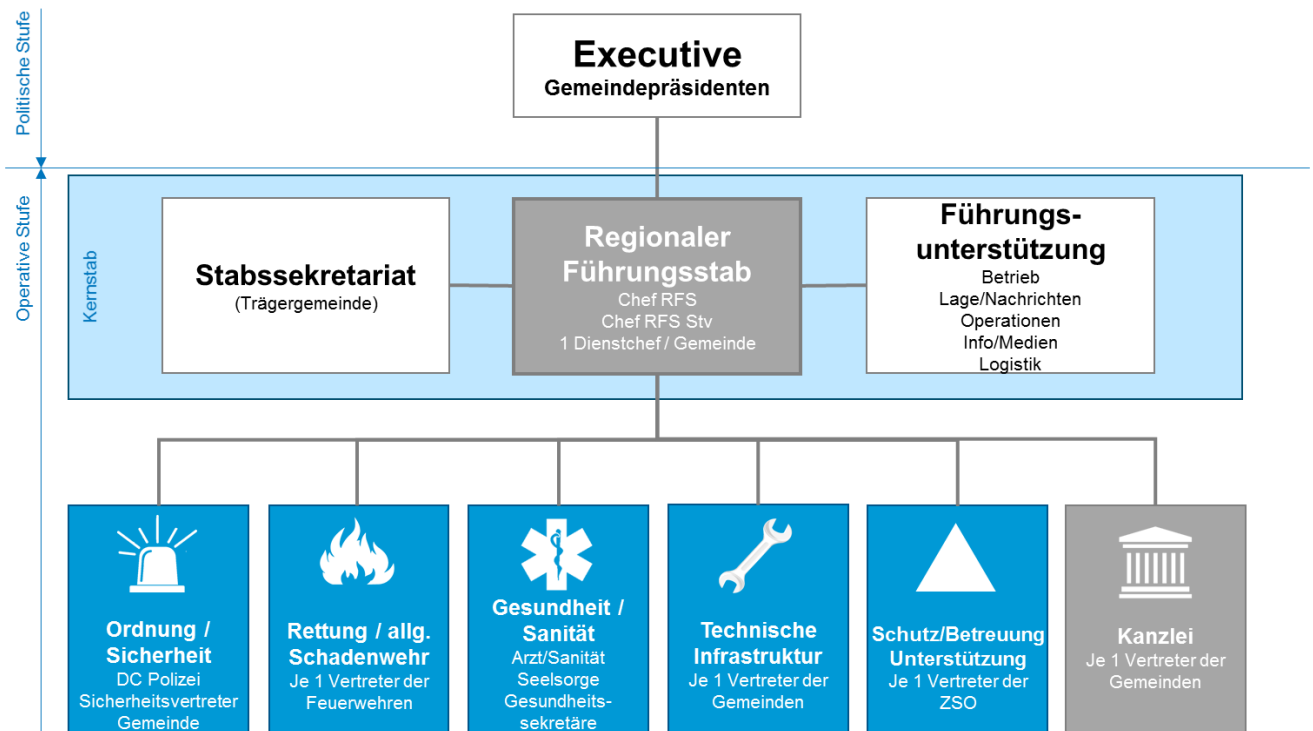 Politische Stufe
Executive
Gemeindepräsidenten
Operative Stufe
Kernstab
Stabssekretariat
(Trägergemeinde)
Regionaler
Führungsstab
Chef RFS
Chef RFS Stv
1 Dienstchef / Gemeinde
Führungs-
unterstützung
Betrieb
Lage/Nachrichten
Operationen
Info/Medien
Logistik
Ordnung /
Sicherheit
DC Polizei
Sicherheitsvertreter
Gemeinde
Rettung / allg.
Schadenwehr
Je 1 Vertreter der
Feuerwehren
Gesundheit /
Sanität
Arzt/Sanität
Seelsorge
Gesundheits-
sekretäre
Technische
Infrastruktur
Je 1 Vertreter der
Gemeinden
Schutz/Betreuung
Unterstützung
Je 1 Vertreter der
ZSO
Kanzlei
Je 1 Vertreter der
Gemeinden